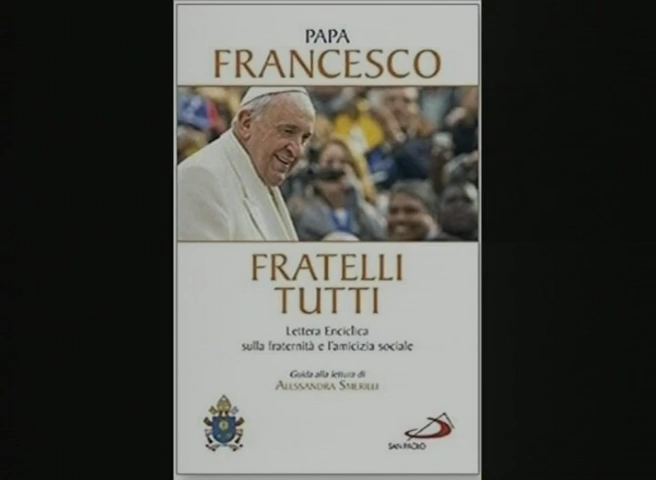 PAPA
FRANCESCO
FRATELLI
TUTTI
Lettera Enciclica
sulla fraternità e l'amicizia sociale
Guida alla lettura di
ALESSANDRA SMERILLI
SAN PAOLO